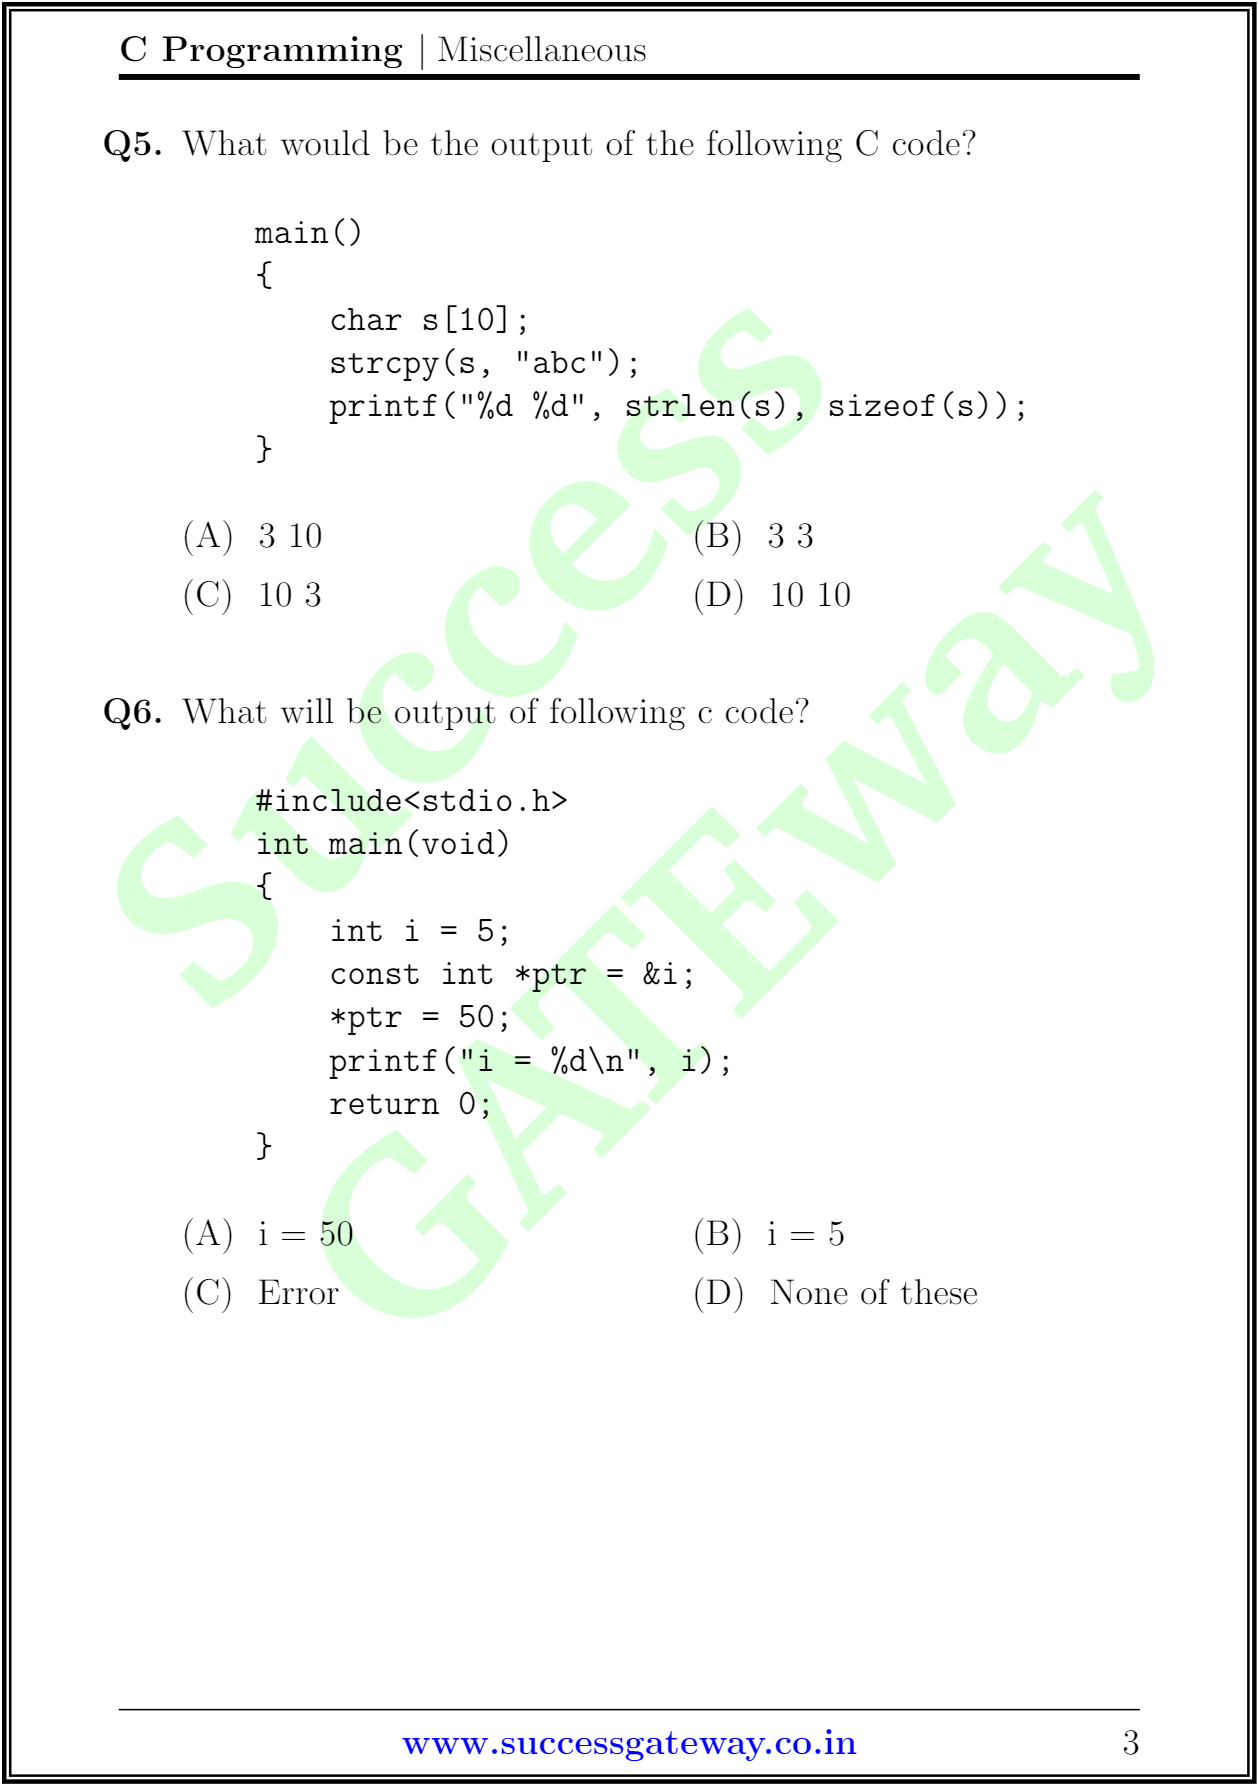 C Programming | Miscellaneous
Q5. What would be the output of the following C code?
main()
{
    char s[10];
    strcpy(s, "abc");
    printf("%d %d", strlen(s), sizeof(s));
}
(A) 3 10 (B) 3 3
(C) 10 3 (D) 10 10
Q6. What will be output of following c code?
#include<stdio.h>
int main(void)
{
    int i = 5;
    const int *ptr = &i;
    *ptr = 50;
    printf("i = %d\n", i);
    return 0;
}
(A) i = 50 (B) i = 5
(C) Error (D) None of these
Success
GATEway
www.successgateway.co.in 3